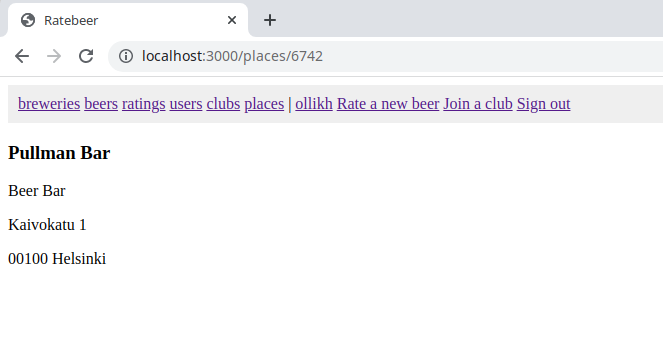 Ratebeer
localhost:3000/places/6742
breweries beers ratings users clubs places | ollikh Rate a new beer Join a club Sign out
Pullman Bar
Beer Bar
Kaivokatu 1
00100 Helsinki